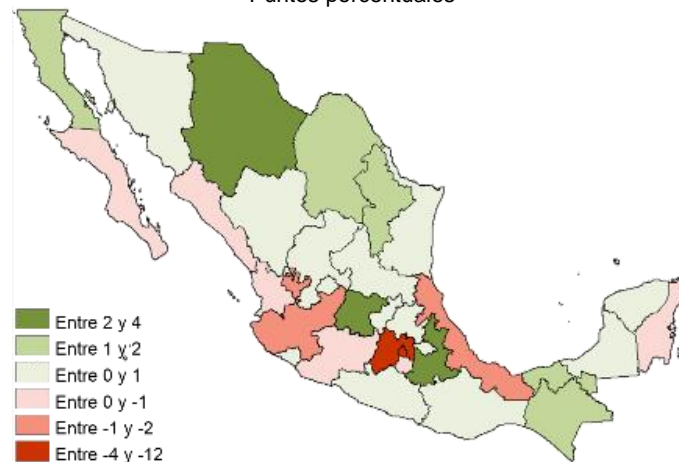 Puntos porcentuales
Entre 2 y 4
Entre 1 y 2
Entre 0 y 1
Entre 0 y -1
Entre -1 y -2
Entre -4 y -12